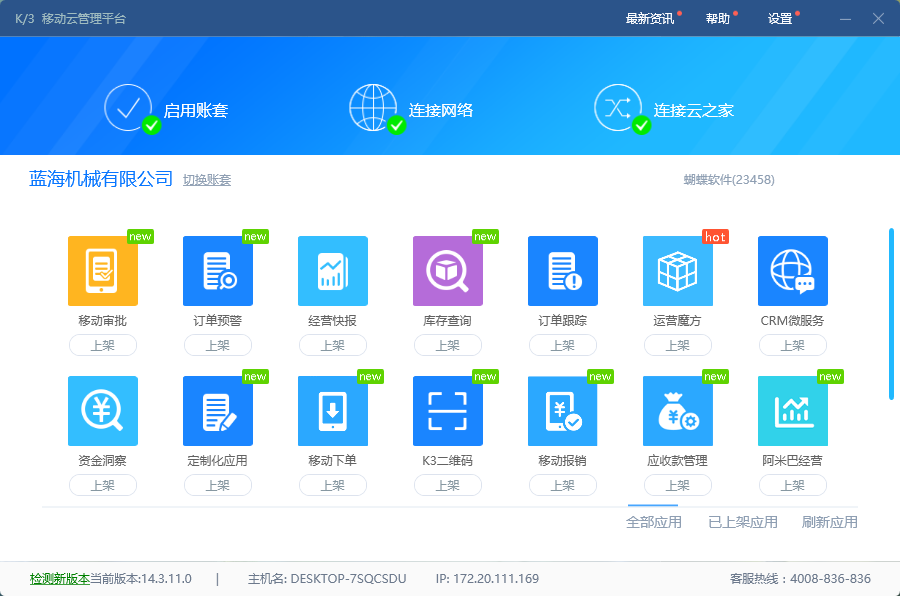 K/3 移动云管理平台 最新资讯 帮助 设置
启用账套 连接网络 连接云之家
蓝海机械有限公司 切换账套 蝴蝶软件(23458)
new new new hot
移动审批 订单预警 经营快报 库存查询 订单跟踪 运营魔方 CRM微服务
上架 上架 上架 上架 上架 上架 上架
new new new new new new
资金洞察 定制化应用 移动下单 K3二维码 移动报销 应收款管理 阿米巴经营
上架 上架 上架 上架 上架 上架 上架
全部应用 已上架应用 刷新应用
检测新版本当前版本:14.3.11.0 | 主机名: DESKTOP-7SQCSDU IP: 172.20.111.169 客服热线：4008-836-836